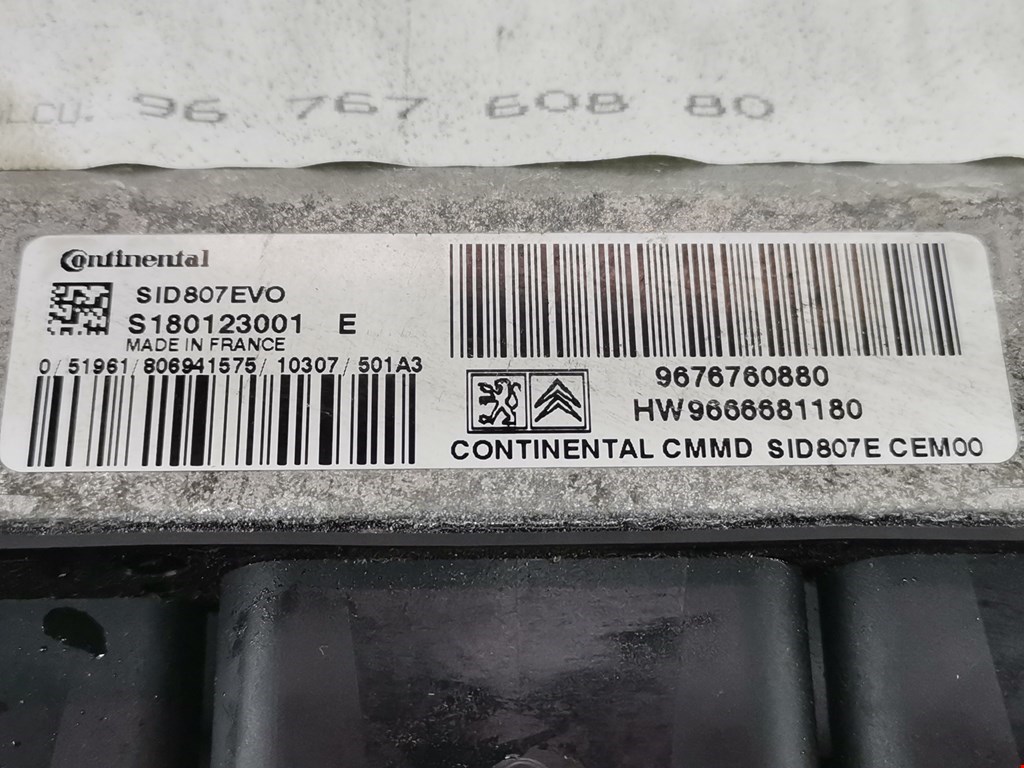 96 767 608 80
Continental
SID807EVO
S180123001 E
MADE IN FRANCE
0/51961/806941575/10307/501A3
9676760880
HW9666681180
CONTINENTAL CMMD SID807E CEM00